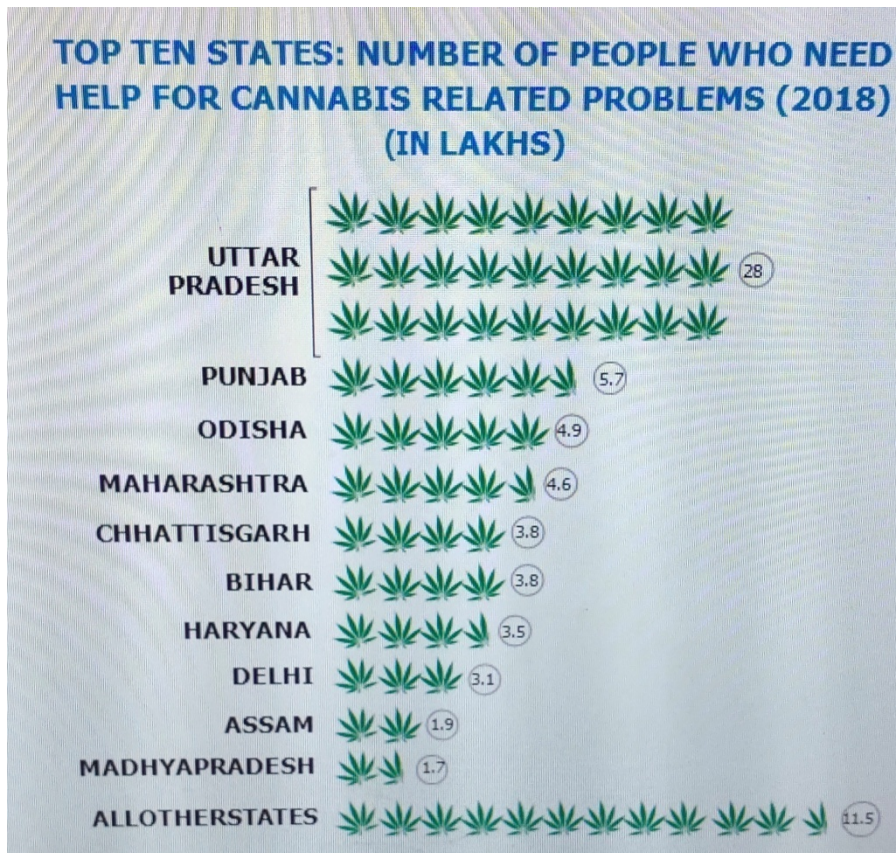 TOP TEN STATES: NUMBER OF PEOPLE WHO NEED
HELP FOR CANNABIS RELATED PROBLEMS (2018)
(IN LAKHS)
UTTAR
PRADESH
28
PUNJAB 5.7
ODISHA 4.9
MAHARASHTRA 4.6
CHHATTISGARH 3.8
BIHAR 3.8
HARYANA 3.5
DELHI 3.1
ASSAM 1.9
MADHYAPRADESH 1.7
ALLOTHERSTATES 11.5